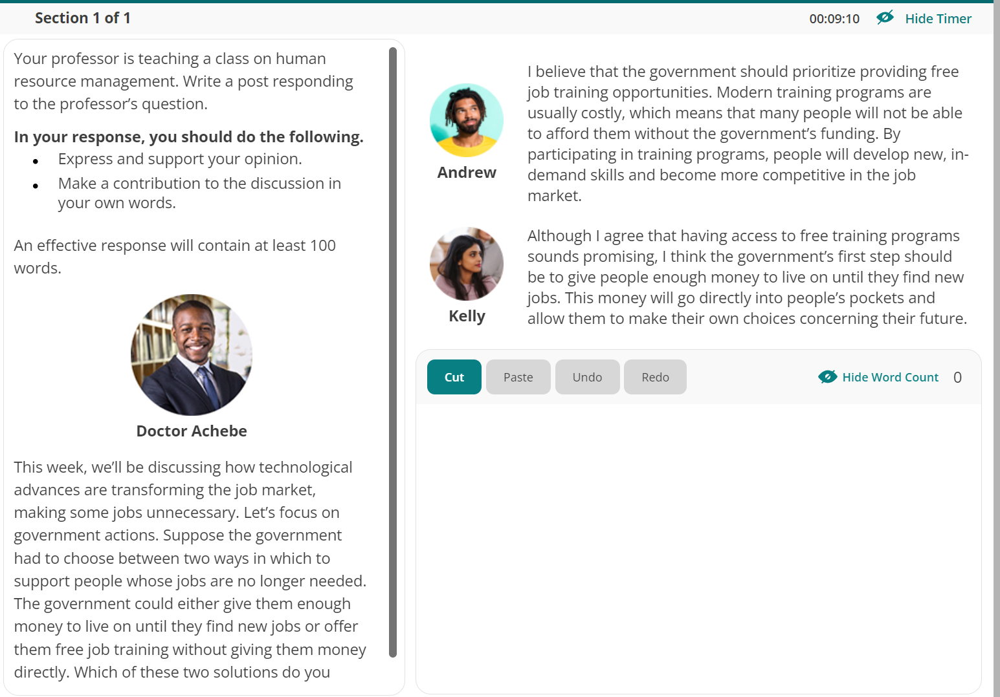 Section 1 of 1
00:09:10
Hide Timer
Your professor is teaching a class on human
resource management. Write a post responding
to the professor’s question.
In your response, you should do the following.
• Express and support your opinion.
• Make a contribution to the discussion in
your own words.
An effective response will contain at least 100
words.
Doctor Achebe
This week, we’ll be discussing how technological
advances are transforming the job market,
making some jobs unnecessary. Let’s focus on
government actions. Suppose the government
had to choose between two ways in which to
support people whose jobs are no longer needed.
The government could either give them enough
money to live on until they find new jobs or offer
them free job training without giving them money
directly. Which of these two solutions do you
I believe that the government should prioritize providing free
job training opportunities. Modern training programs are
usually costly, which means that many people will not be able
to afford them without the government’s funding. By
participating in training programs, people will develop new, in-
demand skills and become more competitive in the job
market.
Andrew
Although I agree that having access to free training programs
sounds promising, I think the government’s first step should
be to give people enough money to live on until they find new
jobs. This money will go directly into people’s pockets and
allow them to make their own choices concerning their future.
Kelly
Cut
Paste
Undo
Redo
Hide Word Count
0